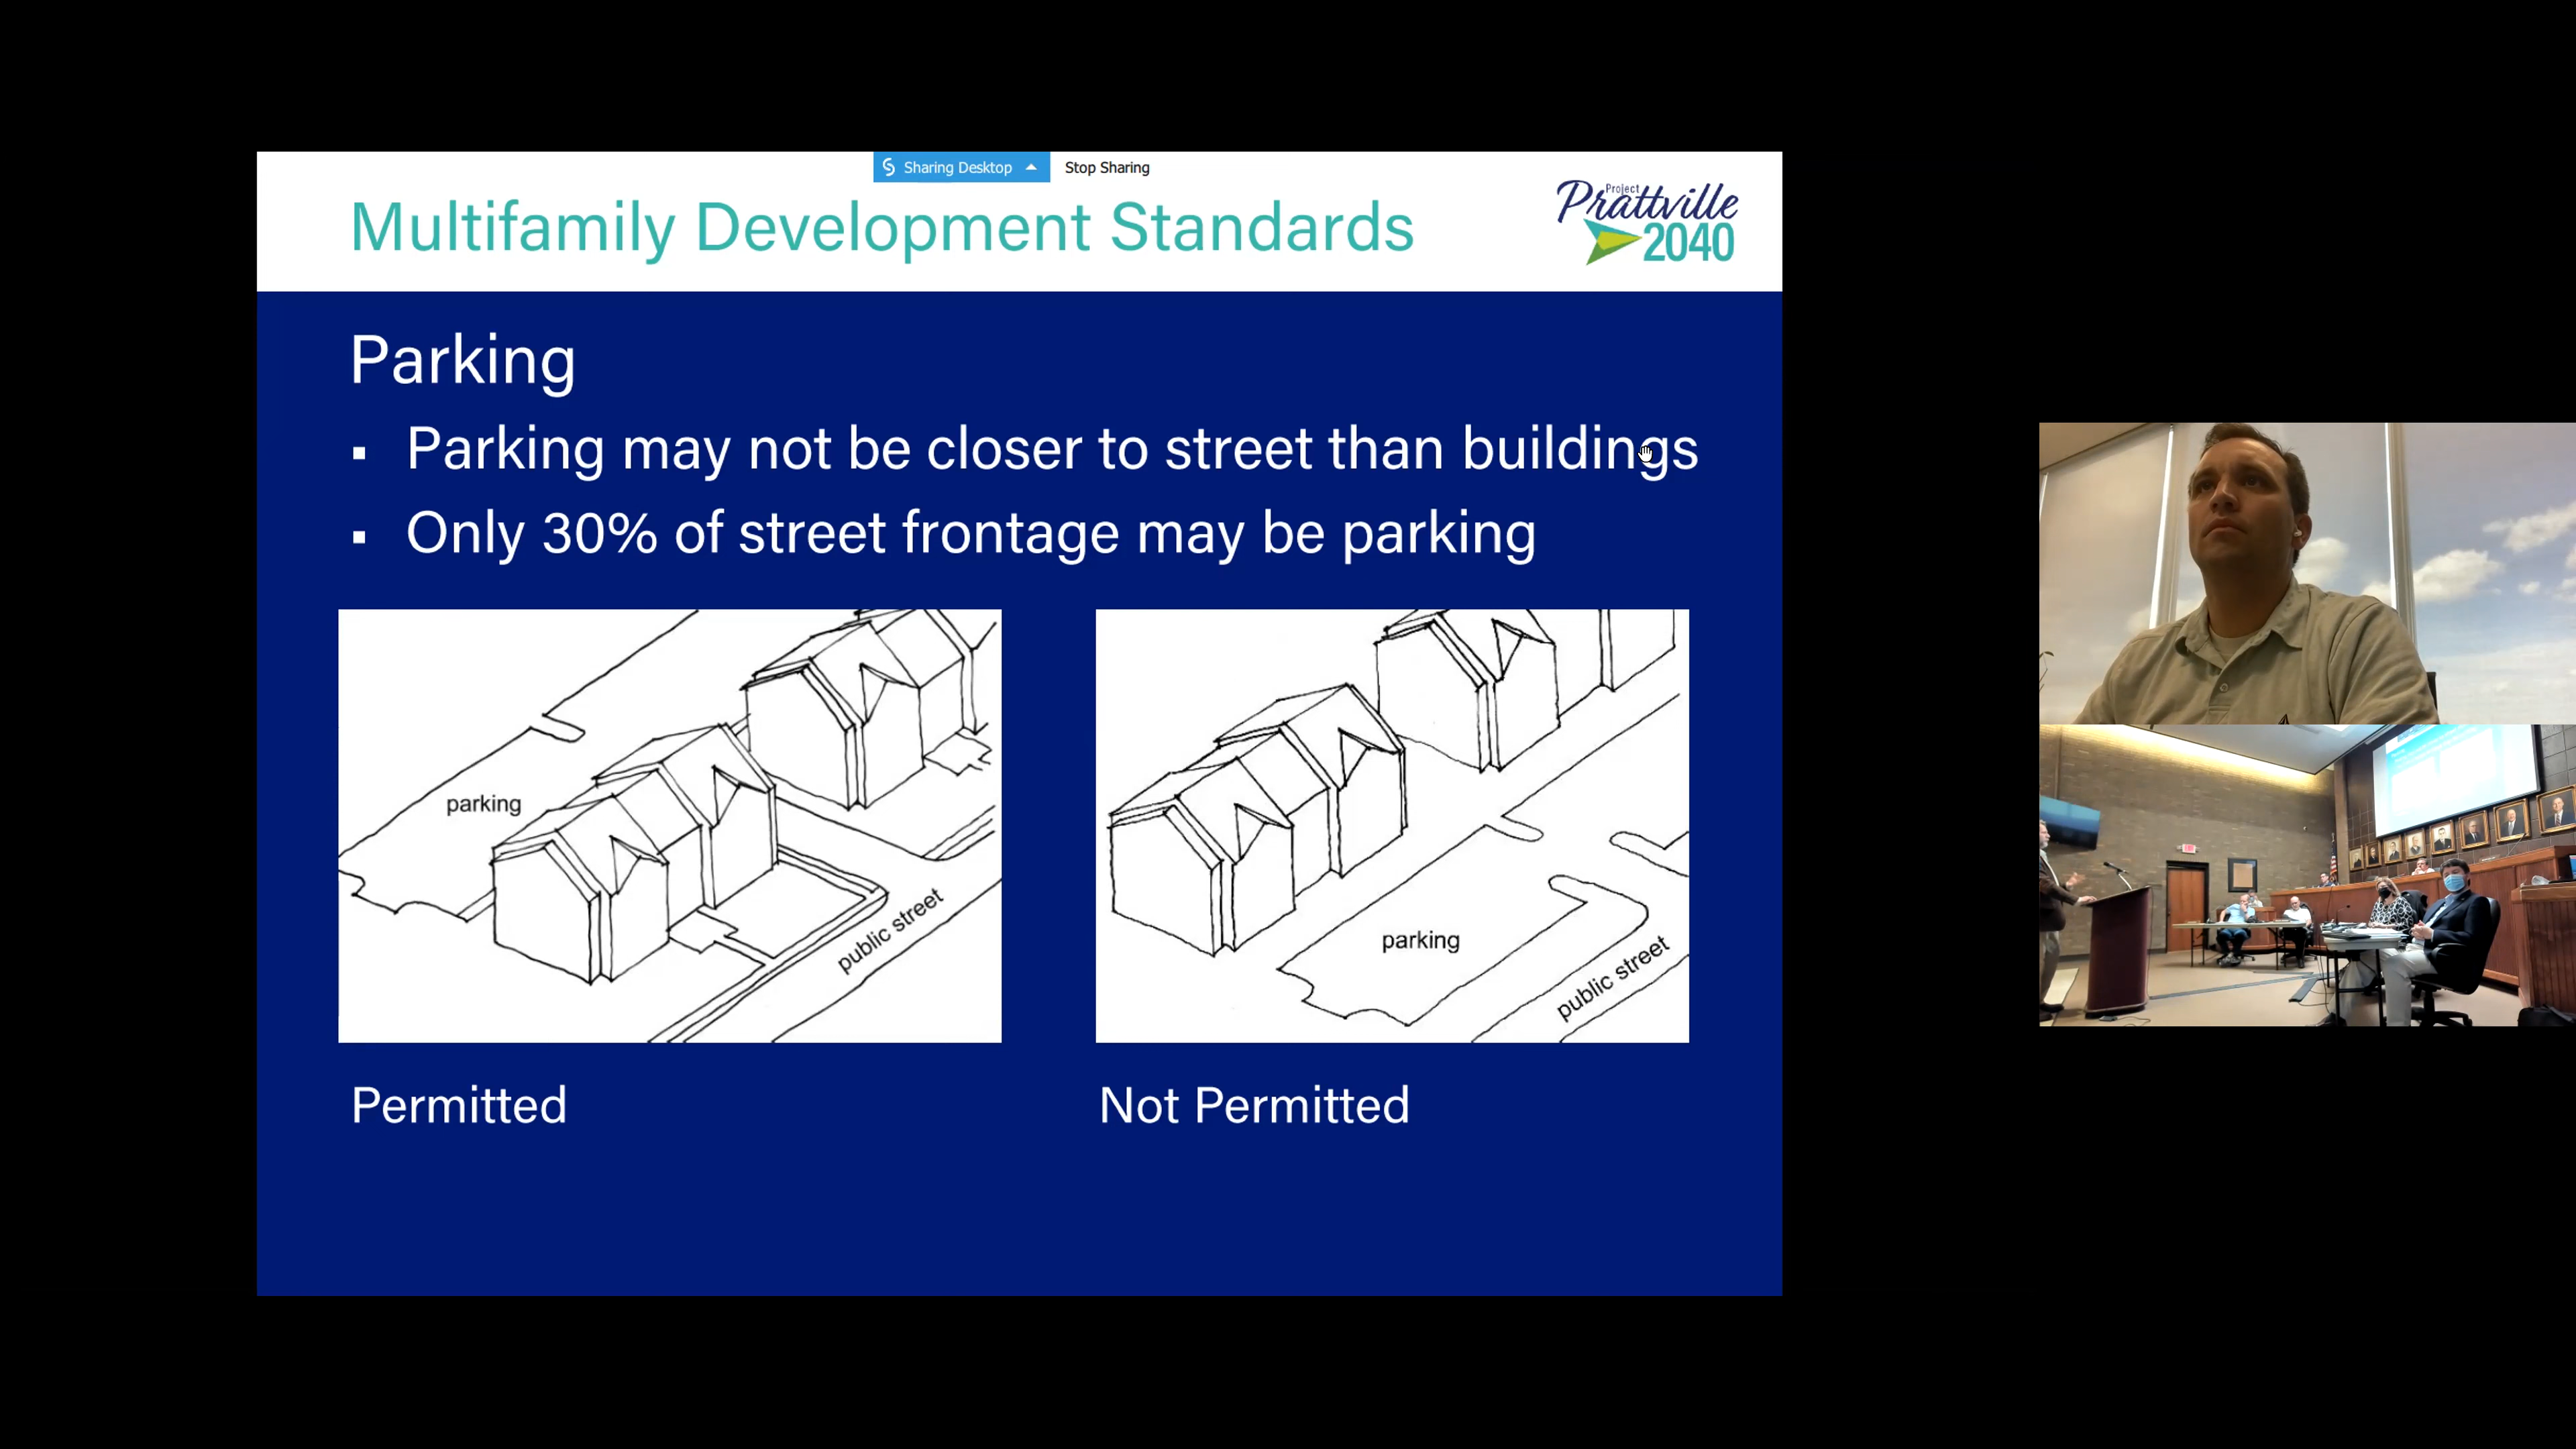 Sharing Desktop Stop Sharing
Multifamily Development Standards
Project
Prattville
2040
Parking
▪ Parking may not be closer to street than buildings
▪ Only 30% of street frontage may be parking
parking
public street
parking
public street
Permitted
Not Permitted